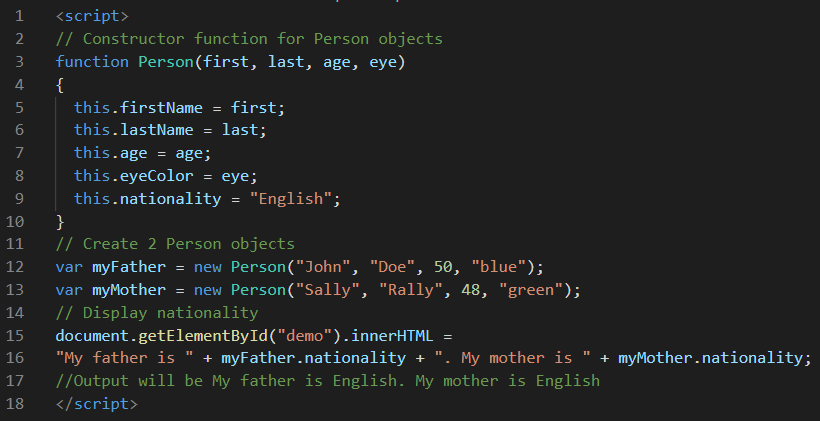 1 <script>
2 // Constructor function for Person objects
3 function Person(first, last, age, eye)
4 {
5   this.firstName = first;
6   this.lastName = last;
7   this.age = age;
8   this.eyeColor = eye;
9   this.nationality = "English";
10 }
11 // Create 2 Person objects
12 var myFather = new Person("John", "Doe", 50, "blue");
13 var myMother = new Person("Sally", "Rally", 48, "green");
14 // Display nationality
15 document.getElementById("demo").innerHTML =
16 "My father is " + myFather.nationality + ". My mother is " + myMother.nationality;
17 //Output will be My father is English. My mother is English
18 </script>